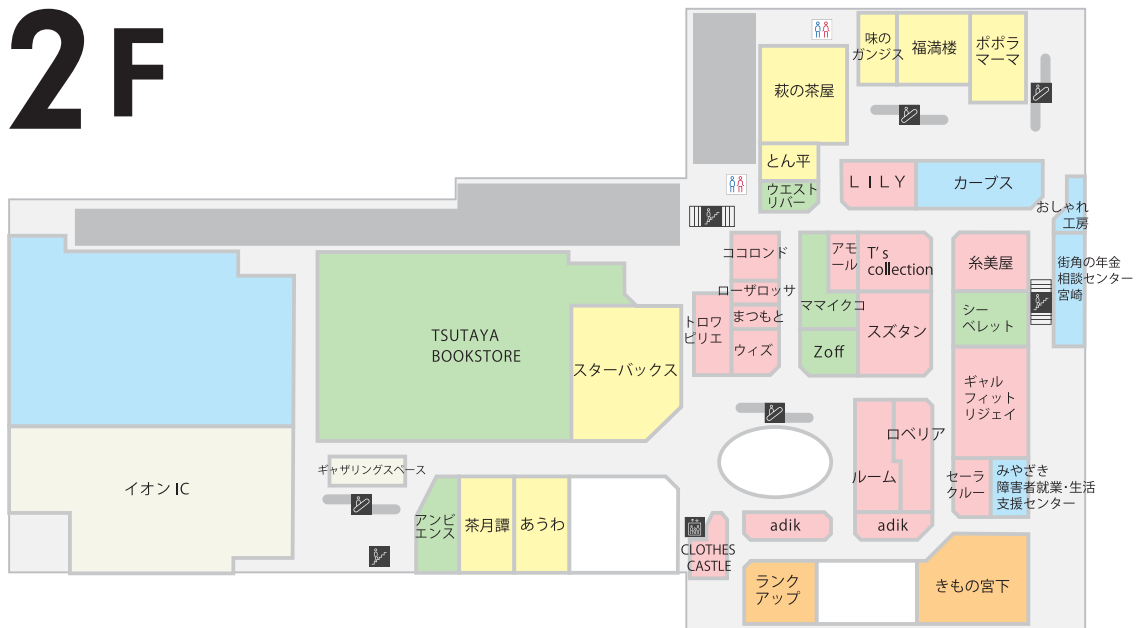 2F
味の
ガンジス
福満楼
ポポラ
マーマ
萩の茶屋
とん平
ウエスト
リバー
LILY
カーブス
おしゃれ
工房
街角の年金
相談センター
宮崎
ココロンド
ローザロッサ
まつもと
ウィズ
トロワ
ピリエ
アモ
ール
T's
collection
ママイクコ
Zoff
スズタン
糸美屋
シー
ベレット
ギャル
フィット
リジェイ
TSUTAYA
BOOKSTORE
スターバックス
ロベリア
ルーム
セーラ
クルー
みやざき
障害者就業・生活
支援センター
イオンIC
ギャザリングスペース
アンビ
エンス
茶月譚
あうわ
adik
adik
CLOTHES
CASTLE
ランク
アップ
きもの宮下